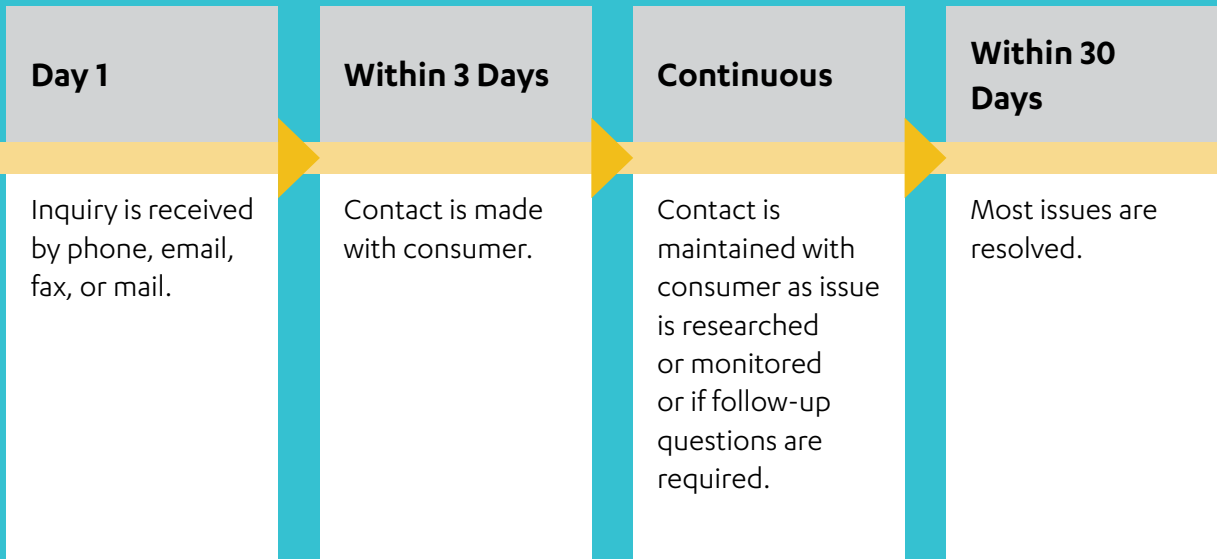 Day 1
Inquiry is received
by phone, email,
fax, or mail.
Within 3 Days
Contact is made
with consumer.
Continuous
Contact is
maintained with
consumer as issue
is researched
or monitored
or if follow-up
questions are
required.
Within 30
Days
Most issues are
resolved.